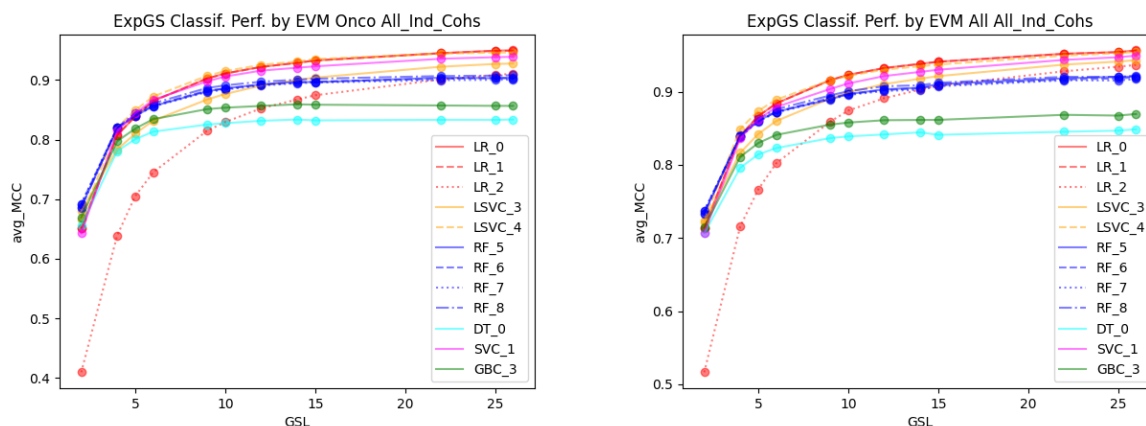 ExpGS Classif. Perf. by EVM Onco All_Ind_Cohs
avg_MCC
0.9
0.8
0.7
0.6
0.5
0.4
5
10
15
20
25
GSL
LR_0
LR_1
LR_2
LSVC_3
LSVC_4
RF_5
RF_6
RF_7
RF_8
DT_0
SVC_1
GBC_3
ExpGS Classif. Perf. by EVM All All_Ind_Cohs
avg_MCC
0.9
0.8
0.7
0.6
0.5
5
10
15
20
25
GSL
LR_0
LR_1
LR_2
LSVC_3
LSVC_4
RF_5
RF_6
RF_7
RF_8
DT_0
SVC_1
GBC_3